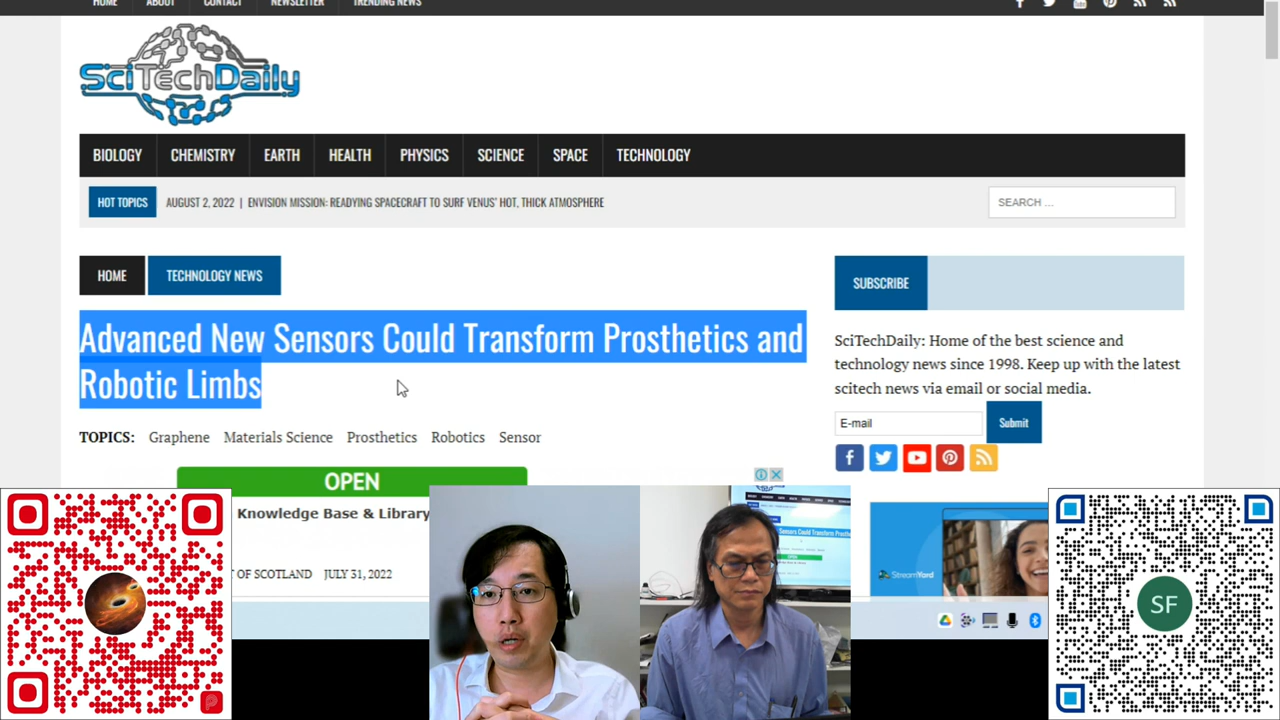 HOME ABOUT CONTACT NEWSLETTER TRENDING NEWS
SciTechDaily
BIOLOGY CHEMISTRY EARTH HEALTH PHYSICS SCIENCE SPACE TECHNOLOGY
HOT TOPICS AUGUST 2, 2022 | ENVISION MISSION: READYING SPACECRAFT TO SURF VENUS' HOT, THICK ATMOSPHERE
SEARCH ...
HOME TECHNOLOGY NEWS
Advanced New Sensors Could Transform Prosthetics and
Robotic Limbs
TOPICS: Graphene Materials Science Prosthetics Robotics Sensor
OPEN
Knowledge Base & Library
OF SCOTLAND JULY 31, 2022
SUBSCRIBE
SciTechDaily: Home of the best science and
technology news since 1998. Keep up with the latest
scitech news via email or social media.
E-mail Submit
StreamYard
SF